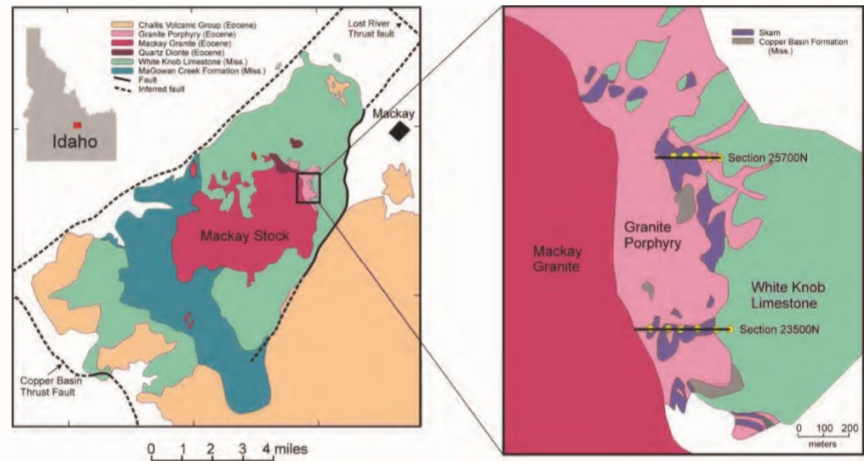 Challis Volcanic Group (Eocene)
Granite Porphyry (Eocene)
Mackay Granite (Eocene)
Quartz Diorite (Eocene)
White Knob Limestone (Miss.)
MaGowan Creek Formation (Miss.)
Fault
Inferred fault
Lost River
Thrust fault
Idaho
Mackay
Mackay Stock
Copper Basin
Thrust Fault
0 1 2 3 4 miles
Skarn
Copper Basin Formation
(Miss.)
Section 25700N
Granite
Porphyry
Mackay
Granite
White Knob
Limestone
Section 23500N
0 100 200
meters